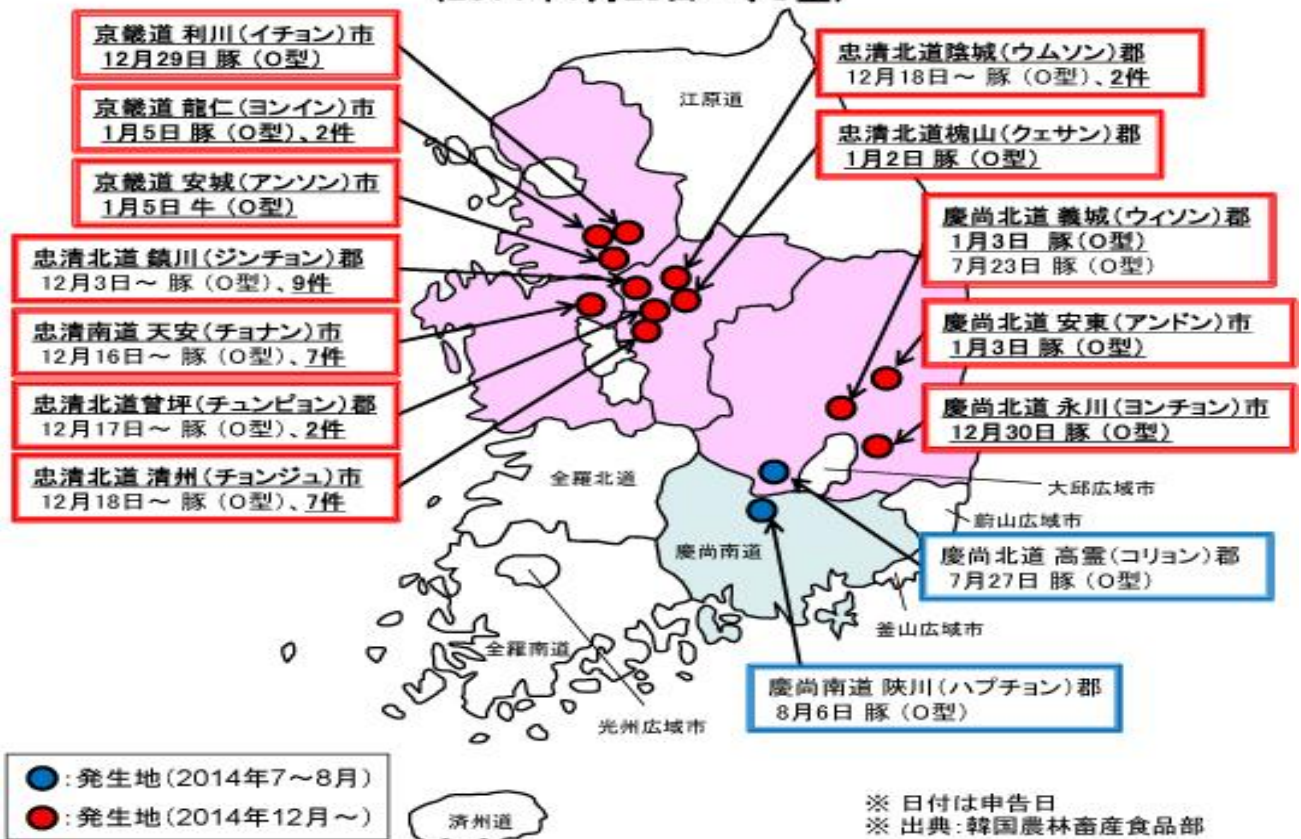 京畿道 利川(イチョン)市
12月29日 豚 (O型)
京畿道 龍仁(ヨンイン)市
1月5日 豚 (O型)、2件
京畿道 安城(アンソン)市
1月5日 牛 (O型)
忠清北道 鎮川(ジンチョン)郡
12月3日～ 豚 (O型)、9件
忠清南道 天安(チョナン)市
12月16日～ 豚 (O型)、7件
忠清北道曽坪(チュンピョン)郡
12月17日～ 豚 (O型)、2件
忠清北道 清州(チョンジュ)市
12月18日～ 豚 (O型)、7件
忠清北道陰城(ウムソン)郡
12月18日～ 豚 (O型)、2件
忠清北道槐山(クェサン)郡
1月2日 豚 (O型)
慶尚北道 義城(ウィソン)郡
1月3日 豚(O型)
7月23日 豚 (O型)
慶尚北道 安東(アンドン)市
1月3日 豚 (O型)
慶尚北道 永川(ヨンチョン)市
12月30日 豚 (O型)
慶尚北道 高霊(コリョン)郡
7月27日 豚 (O型)
慶尚南道 陜川(ハプチョン)郡
8月6日 豚 (O型)
江原道
全羅北道
大邱広域市
蔚山広域市
慶尚南道
釜山広域市
全羅南道
光州広域市
済州道
:発生地(2014年7～8月)
:発生地(2014年12月～)
※ 日付は申告日
※ 出典:韓国農林畜産食品部